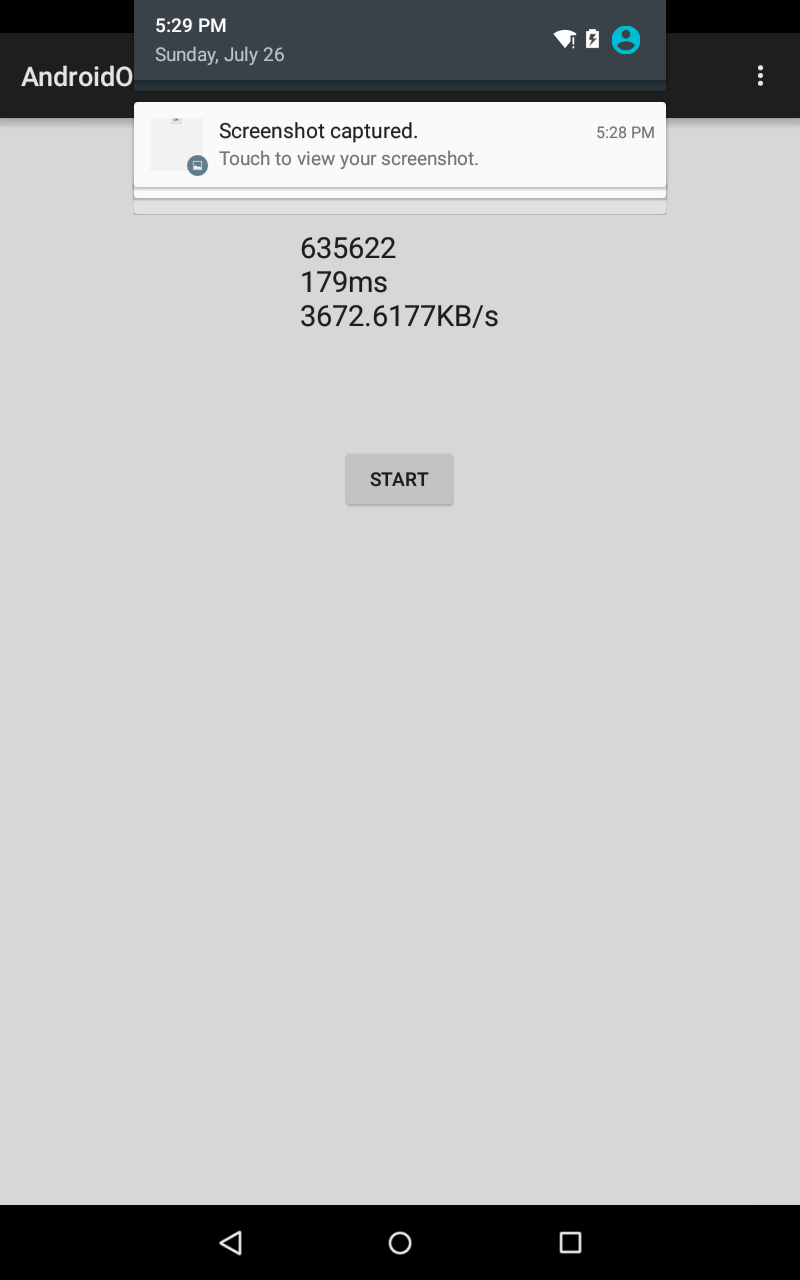 5:29 PM
Sunday, July 26
AndroidO
Screenshot captured.
5:28 PM
Touch to view your screenshot.
635622
179ms
3672.6177KB/s
START